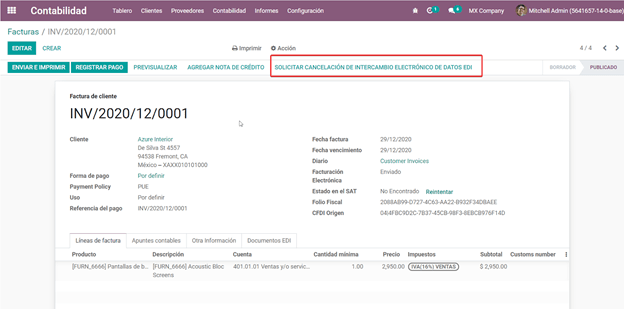 Contabilidad Tablero Clientes Proveedores Contabilidad Informes Configuración 1 4 MX Company Mitchell Admin (5641657-14-0-base)
Facturas / INV/2020/12/0001
EDITAR CREAR Imprimir Acción 4 / 4
ENVIAR E IMPRIMIR REGISTRAR PAGO PREVISUALIZAR AGREGAR NOTA DE CRÉDITO SOLICITAR CANCELACIÓN DE INTERCAMBIO ELECTRÓNICO DE DATOS EDI BORRADOR PUBLICADO
Factura de cliente
INV/2020/12/0001
Cliente Azure Interior Fecha factura 29/12/2020
De Silva St 4557 Fecha vencimiento 29/12/2020
94538 Fremont, CA Diario Customer Invoices
México – XAXX010101000 Facturación Electrónica Enviado
Forma de pago Por definir Estado en el SAT No Encontrado Reintentar
Payment Policy PUE Folio Fiscal 2088AB99-D727-4C63-AA22-B932F34DBAEE
Uso Por definir CFDI Origen 04|4FBC9D2C-7B37-45CB-98F3-8EBCB976F14D
Referencia del pago INV/2020/12/0001
Líneas de factura Apuntes contables Otra Información Documentos EDI
Producto Descripción Cuenta Cantidad mínima Precio Impuestos Subtotal Customs number
[FURN_6666] Pantallas de b... [FURN_6666] Acoustic Bloc Screens 401.01.01 Ventas y/o servic... 1.00 2,950.00 IVA(16%) VENTAS $ 2,950.00